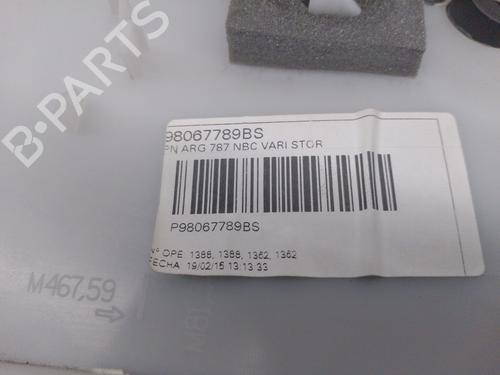 98067789BS
PN ARG 787 NBC VARI STOR
P98067789BS
Nº OPE: 1386, 1388, 1362, 1362
FECHA: 19/02/15 13:13:33
M467,59
B-PARTS